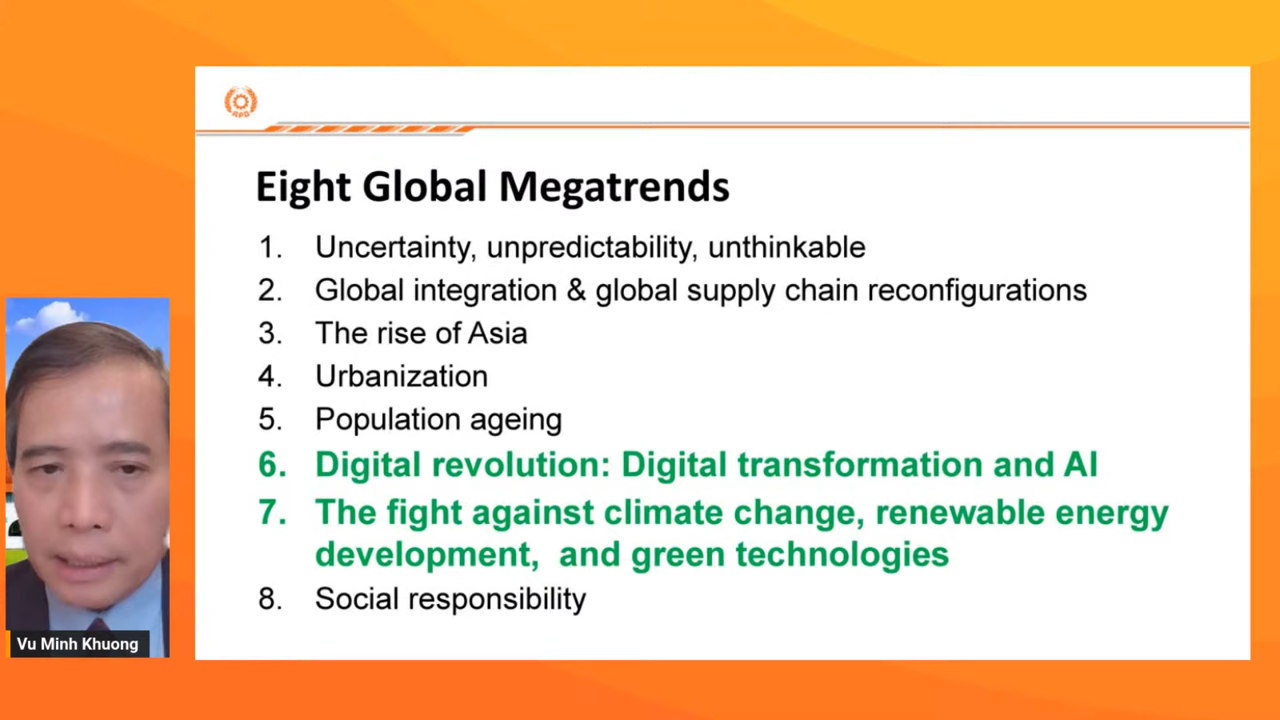 APO
Eight Global Megatrends
1. Uncertainty, unpredictability, unthinkable
2. Global integration & global supply chain reconfigurations
3. The rise of Asia
4. Urbanization
5. Population ageing
6. Digital revolution: Digital transformation and AI
7. The fight against climate change, renewable energy
development, and green technologies
8. Social responsibility
Vu Minh Khuong